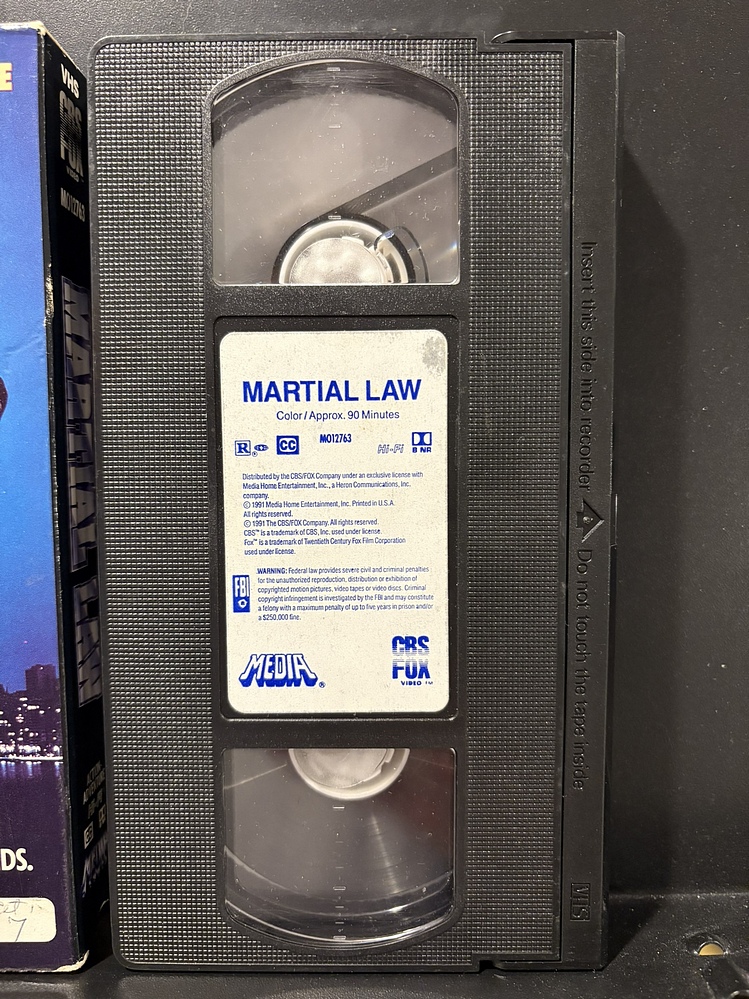 E
VHS
CBS
FOX
VIDEO
M012763
MARTIAL LAW
DS.
7
MARTIAL LAW
Color/Approx. 90 Minutes
R CC M012763 Hi-Fi B NR
Distributed by the CBS/FOX Company under an exclusive license with
Media Home Entertainment, Inc., a Heron Communications, Inc.
company.
© 1991 Media Home Entertainment, Inc. Printed in U.S.A.
All rights reserved.
© 1991 The CBS/FOX Company. All rights reserved.
CBS™ is a trademark of CBS, Inc. used under license.
Fox™ is a trademark of Twentieth Century Fox Film Corporation
used under license.
FBI
WARNING: Federal law provides severe civil and criminal penalties
for the unauthorized reproduction, distribution or exhibition of
copyrighted motion pictures, video tapes or video discs. Criminal
copyright infringement is investigated by the FBI and may constitute
a felony with a maximum penalty of up to five years in prison and/or
a $250,000 fine.
MEDIA®
CBS
FOX
VIDEO ™
Insert this side into recorder ▲ Do not touch the tape inside
VHS